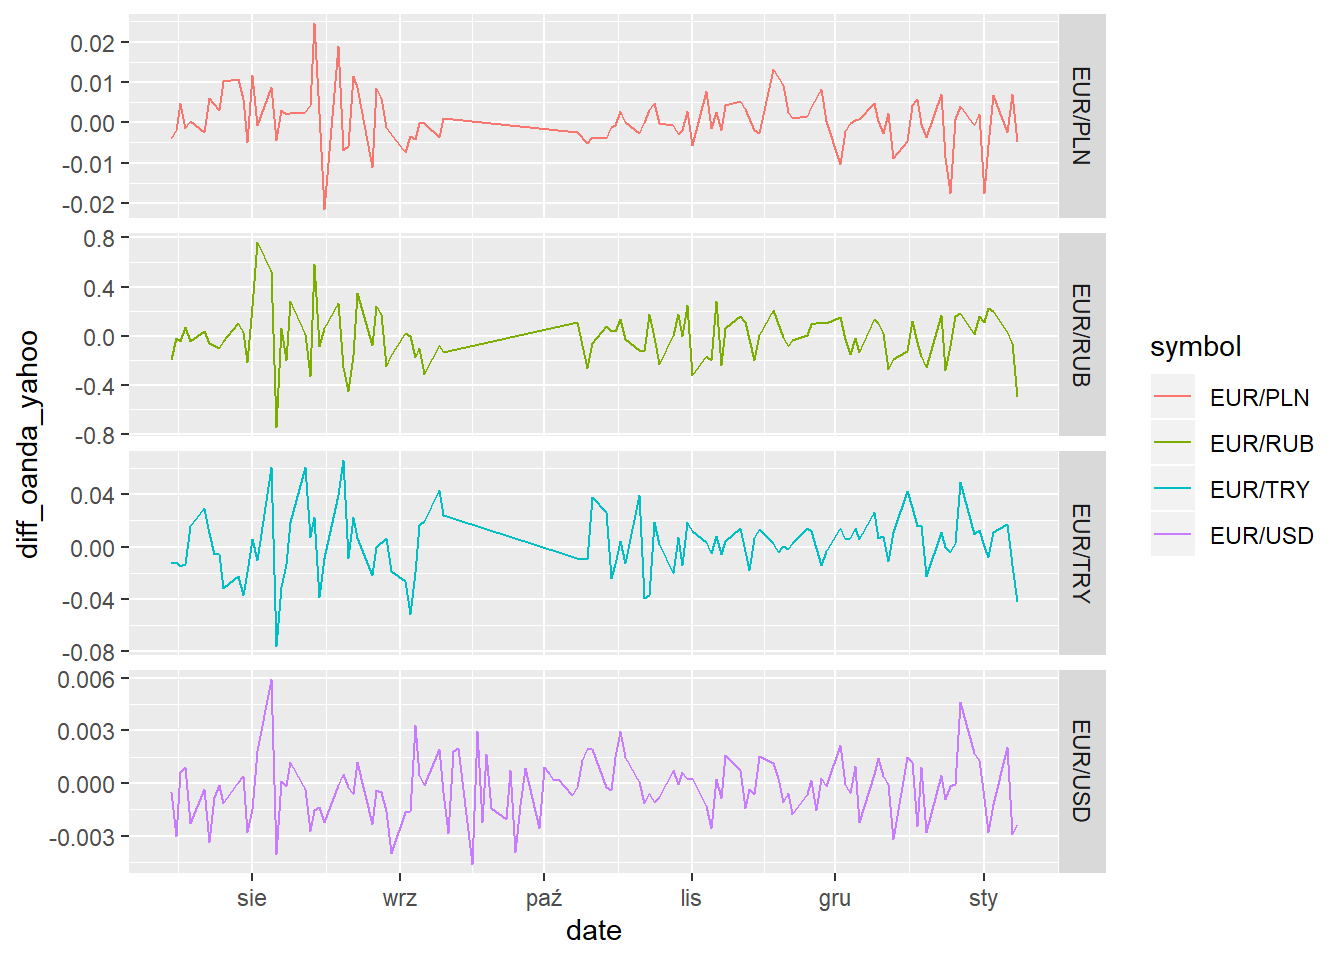 0.02
0.01
0.00
-0.01
-0.02
EUR/PLN
0.8
0.4
0.0
-0.4
-0.8
EUR/RUB
0.04
0.00
-0.04
-0.08
EUR/TRY
0.006
0.003
0.000
-0.003
EUR/USD
diff_oanda_yahoo
sie wrz paź lis gru sty
date
symbol
EUR/PLN
EUR/RUB
EUR/TRY
EUR/USD